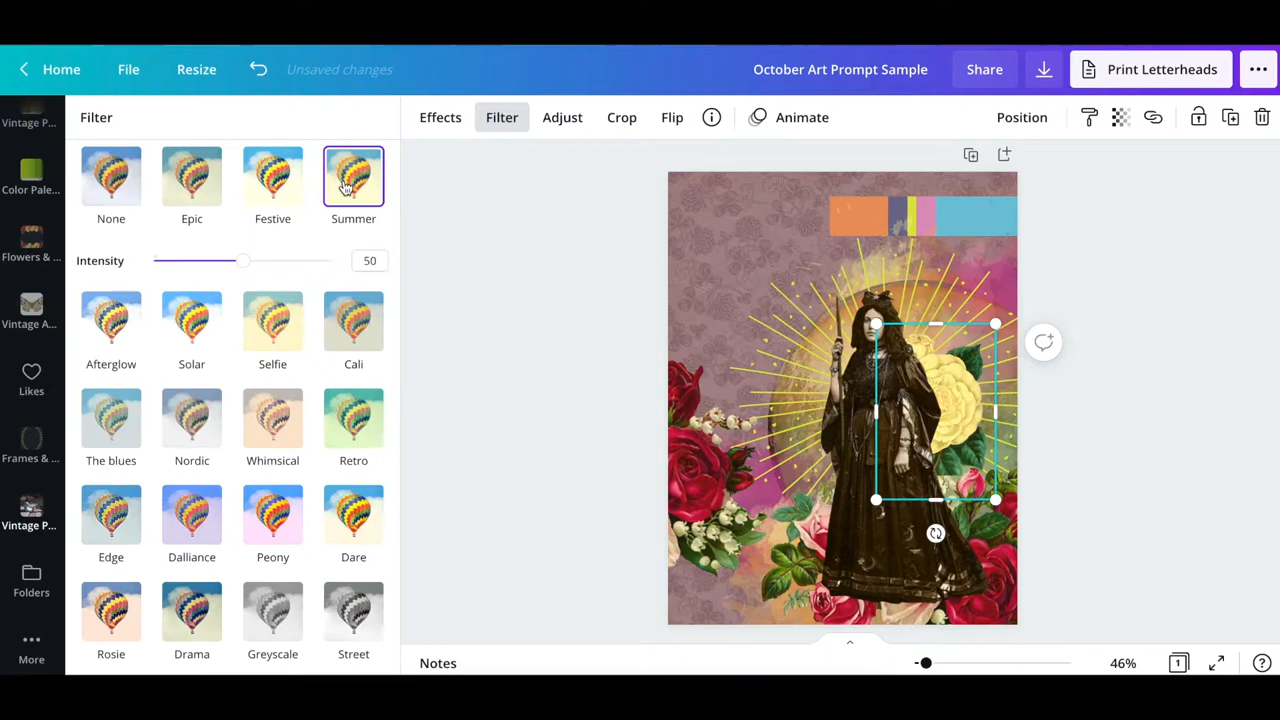 Home
File
Resize
Unsaved changes
October Art Prompt Sample
Share
Print Letterheads
Vintage P...
Color Pale...
Flowers & ...
Vintage A...
Likes
Frames & ...
Vintage P...
Folders
More
Filter
Effects
Filter
Adjust
Crop
Flip
Animate
Position
None
Epic
Festive
Summer
Intensity
50
Afterglow
Solar
Selfie
Cali
The blues
Nordic
Whimsical
Retro
Edge
Dalliance
Peony
Dare
Rosie
Drama
Greyscale
Street
Notes
46%
1